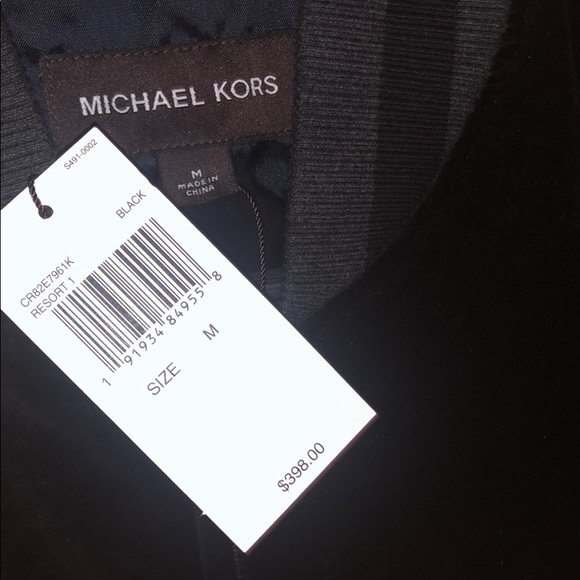 MICHAEL KORS
M
MADE IN
CHINA
S491-0002
BLACK
CR82E7961K
RESORT 1
1 91934 84955 8
SIZE M
$398.00